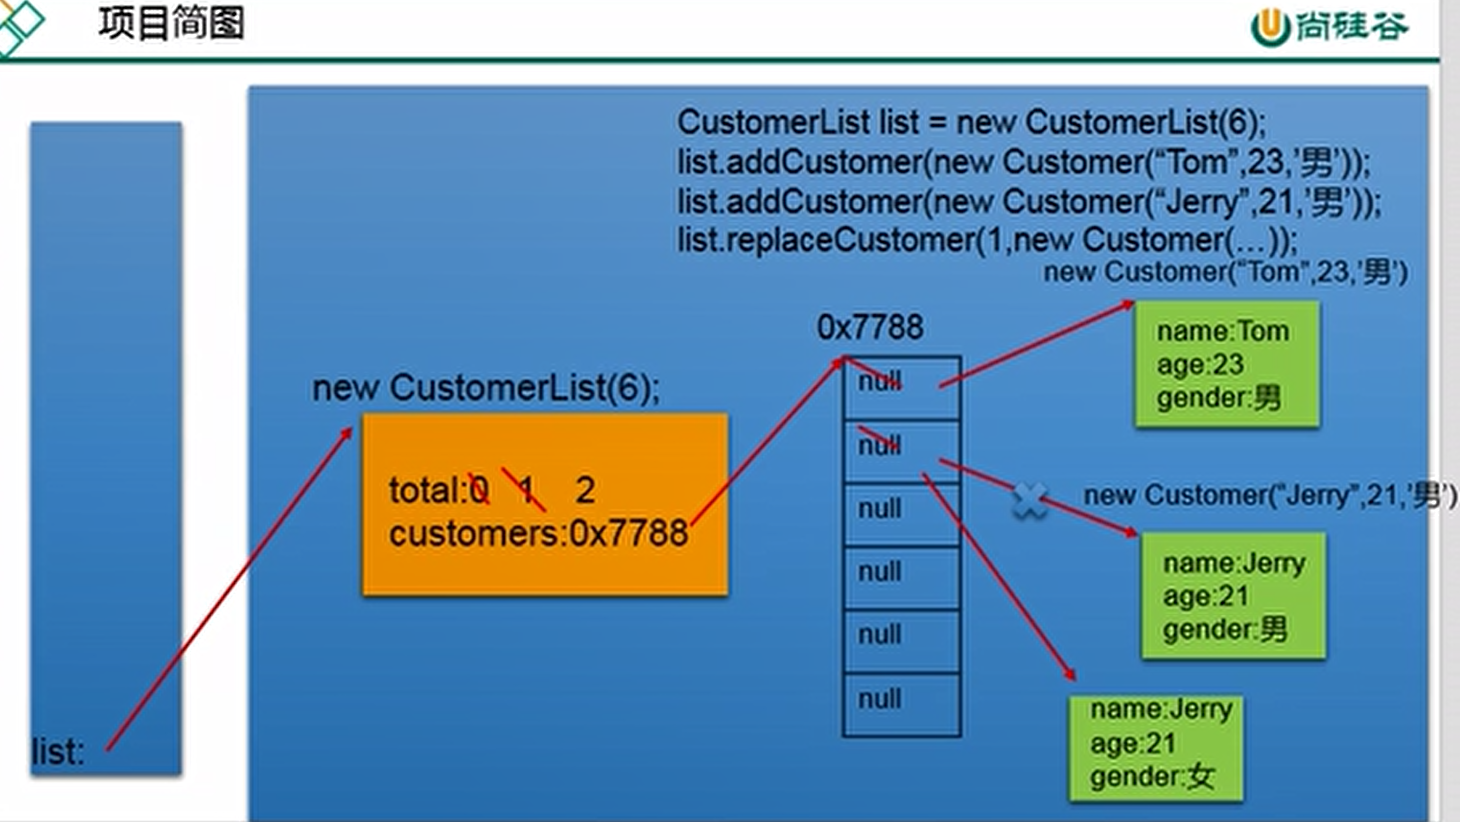 项目简图
尚硅谷
CustomerList list = new CustomerList(6);
list.addCustomer(new Customer(“Tom”,23,’男’));
list.addCustomer(new Customer(“Jerry”,21,’男’));
list.replaceCustomer(1,new Customer(…));
new Customer(“Tom”,23,’男’)
0x7788
null
null
null
null
null
null
name:Tom
age:23
gender:男
new CustomerList(6);
total:0 1 2
customers:0x7788
new Customer(“Jerry”,21,’男’)
name:Jerry
age:21
gender:男
name:Jerry
age:21
gender:女
list: